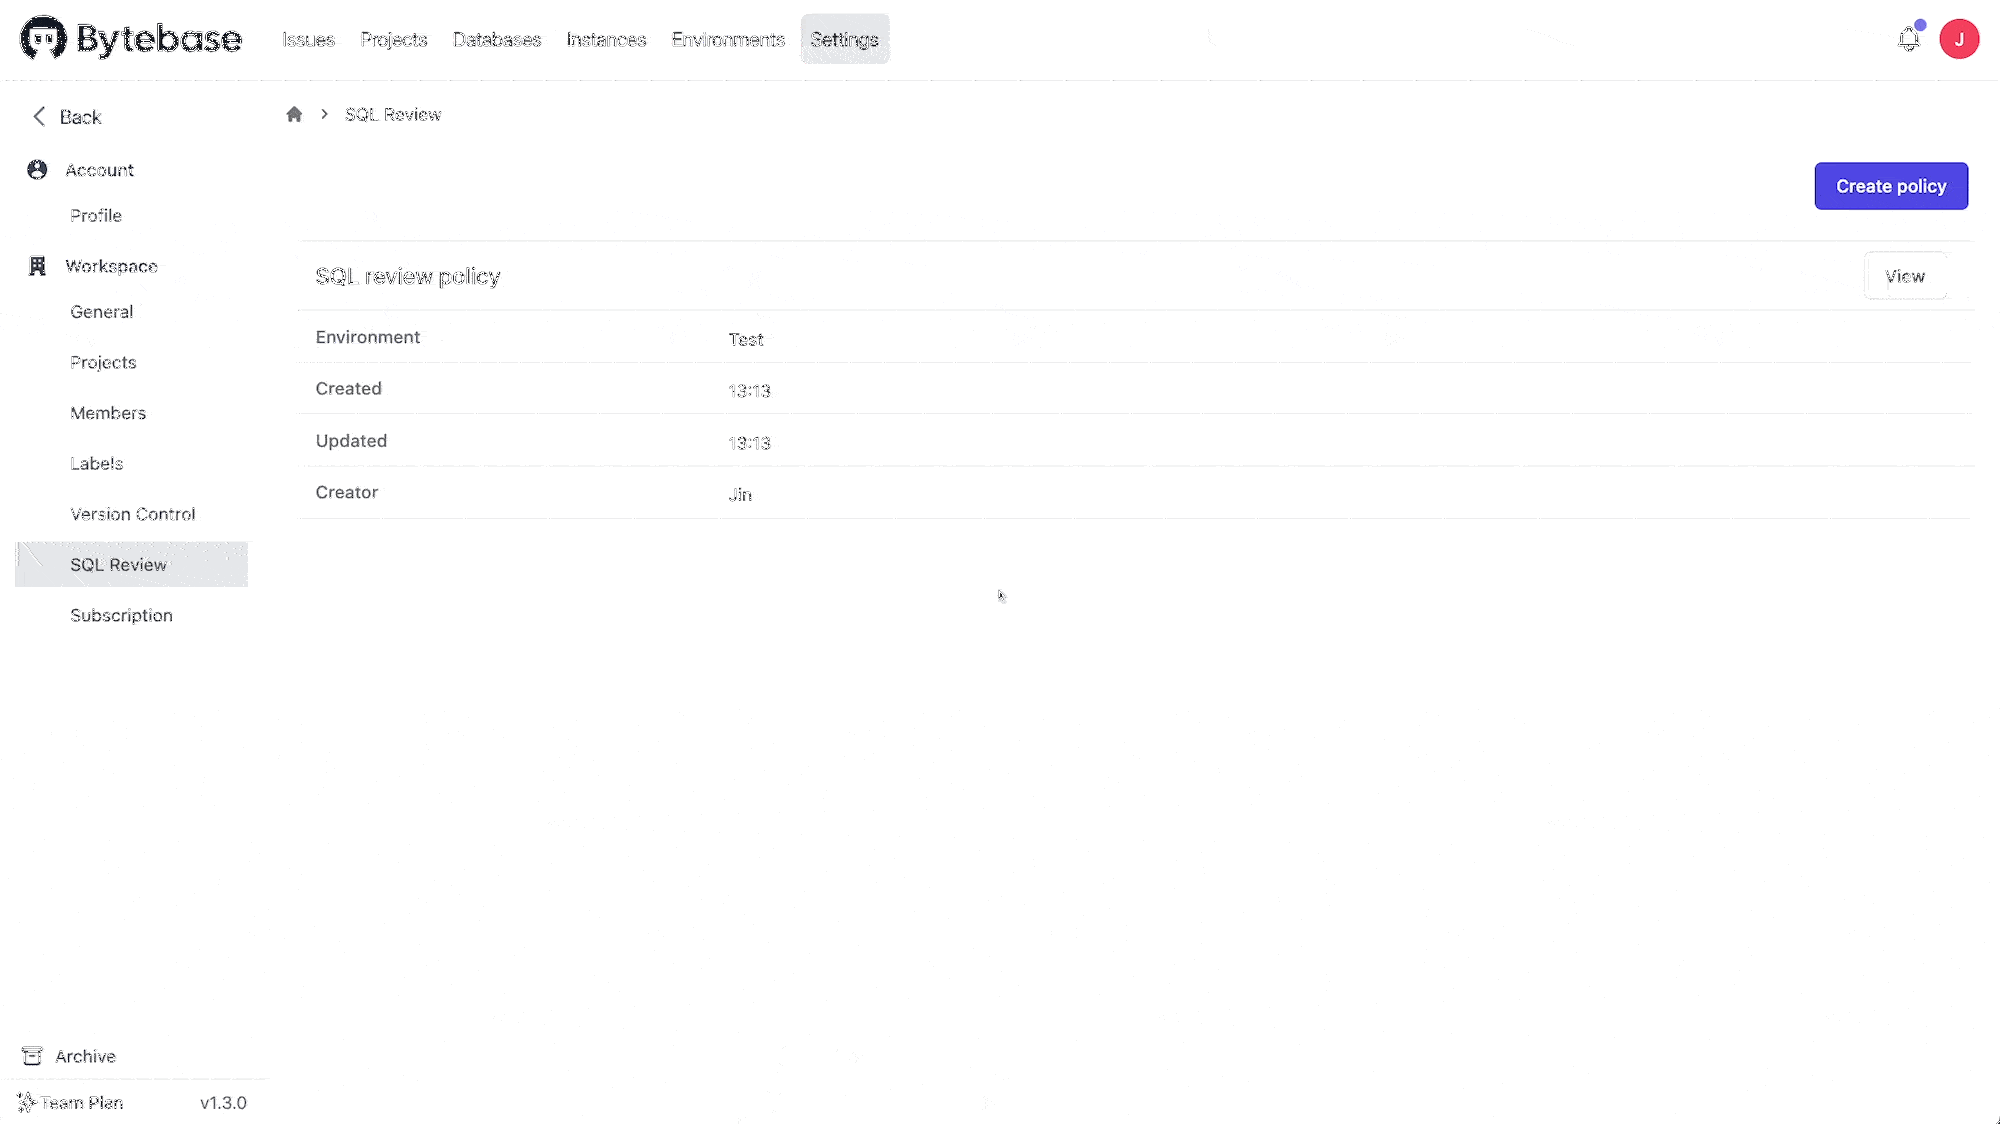 Bytebase Issues Projects Databases Instances Environments Settings J
Back
SQL Review
Account
Profile
Workspace
General
Projects
Members
Labels
Version Control
SQL Review
Subscription
Create policy
SQL review policy View
Environment Test
Created 13:13
Updated 13:13
Creator Jin
Archive
Team Plan v1.3.0